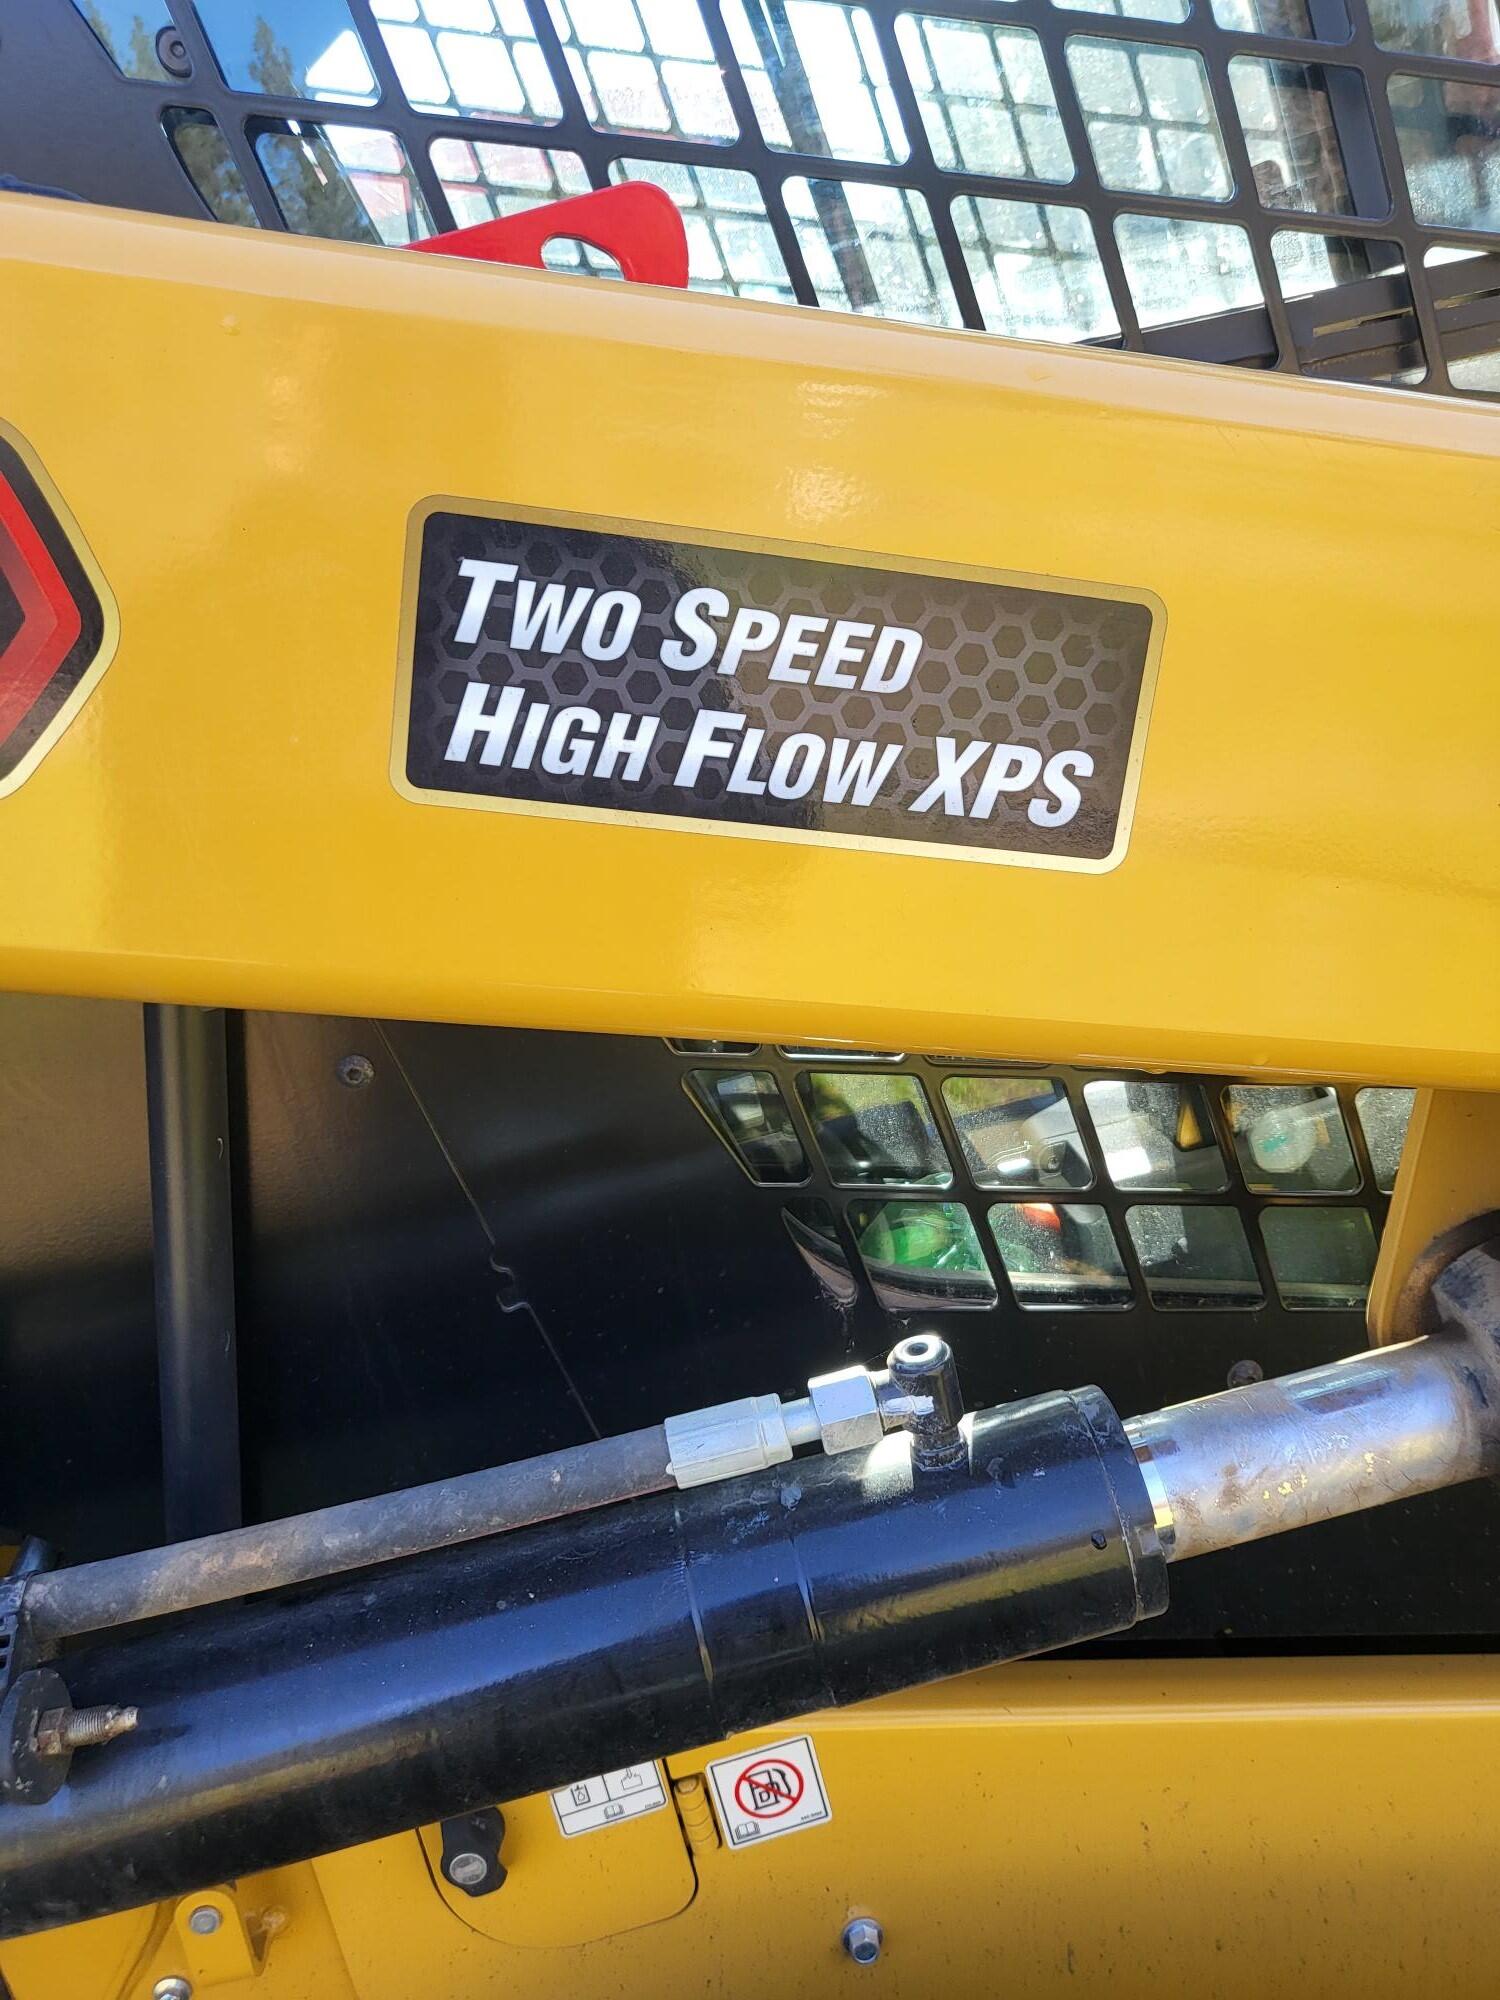 Two Speed
High Flow XPS